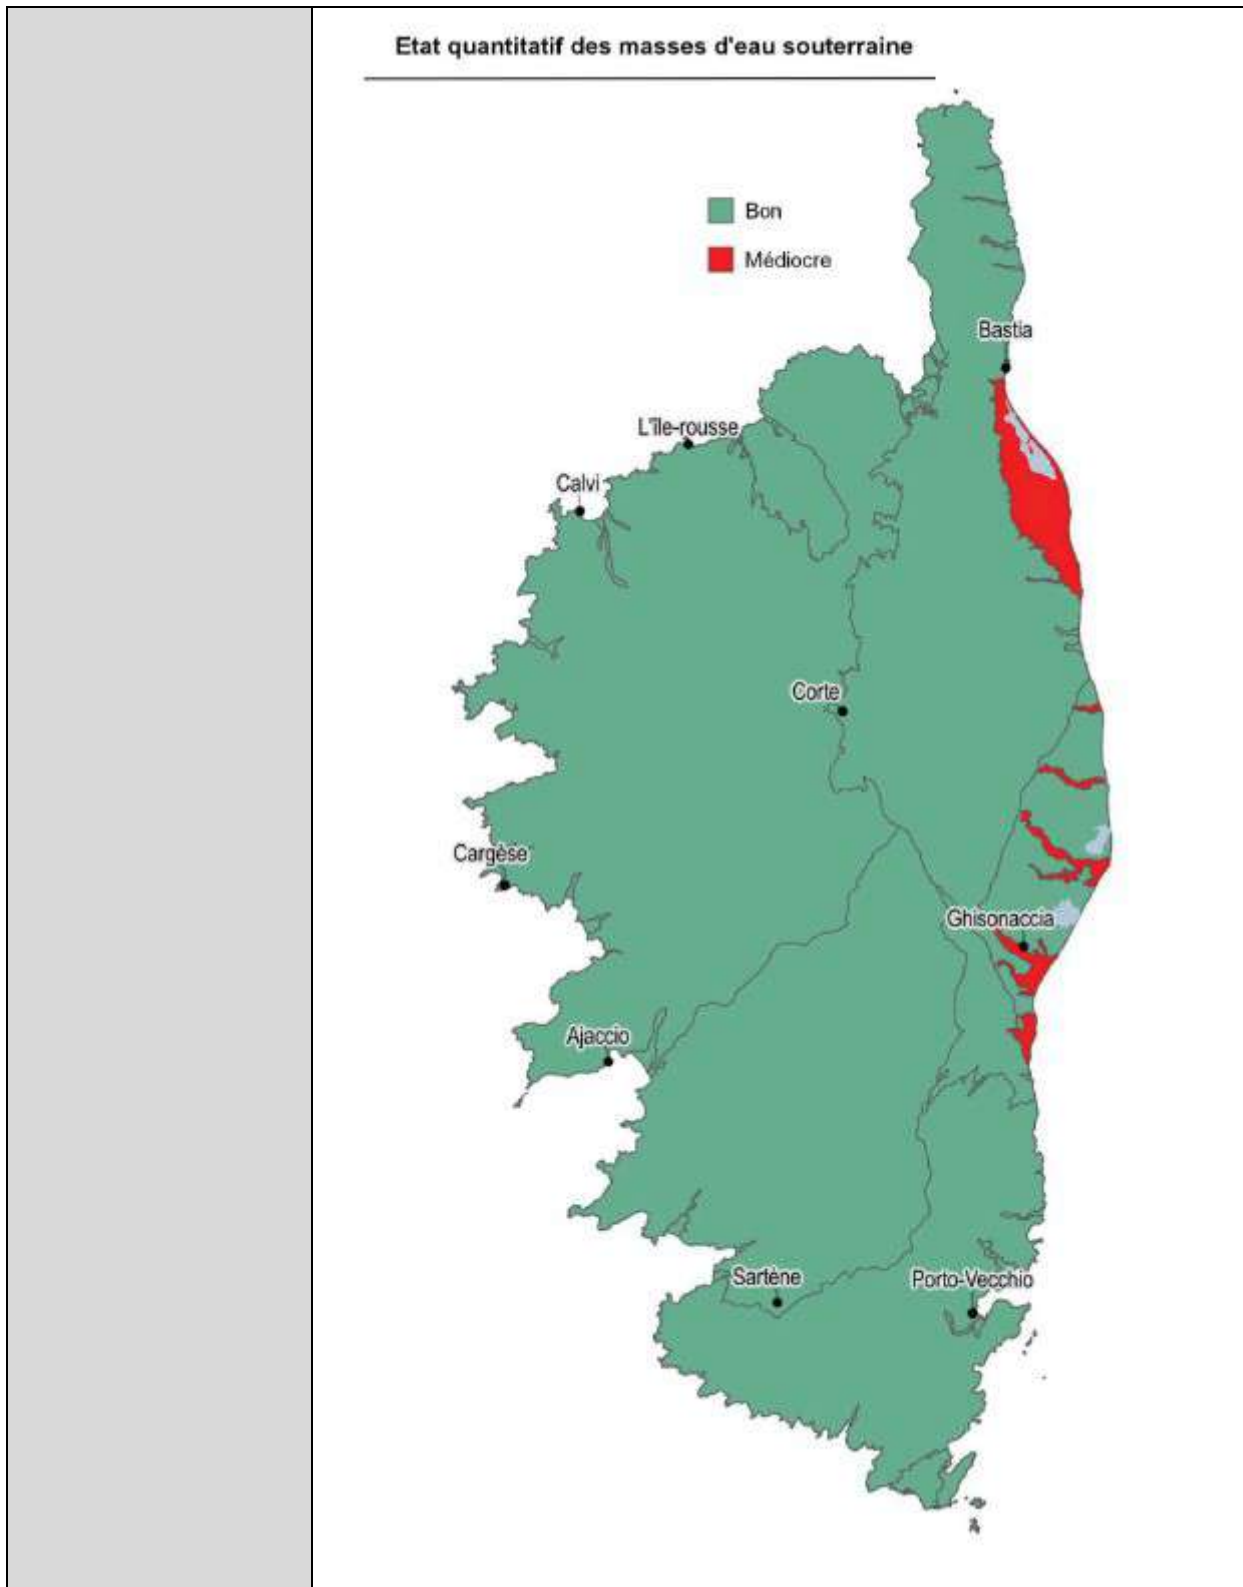 Etat quantitatif des masses d'eau souterraine
Bon
Médiocre
Bastia
L'île-rousse
Calvi
Corte
Cargèse
Ghisonaccia
Ajaccio
Sartène
Porto-Vecchio